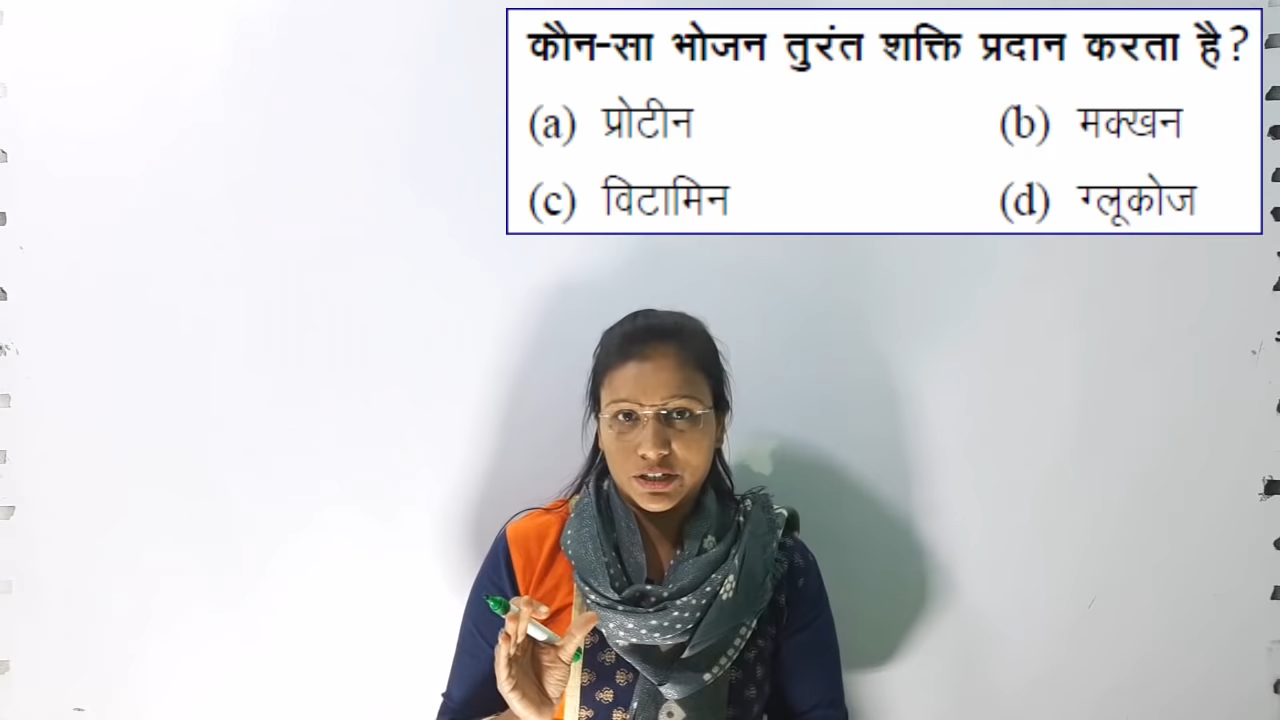 कौन-सा भोजन तुरंत शक्ति प्रदान करता है?
(a) प्रोटीन (b) मक्खन
(c) विटामिन (d) ग्लूकोज